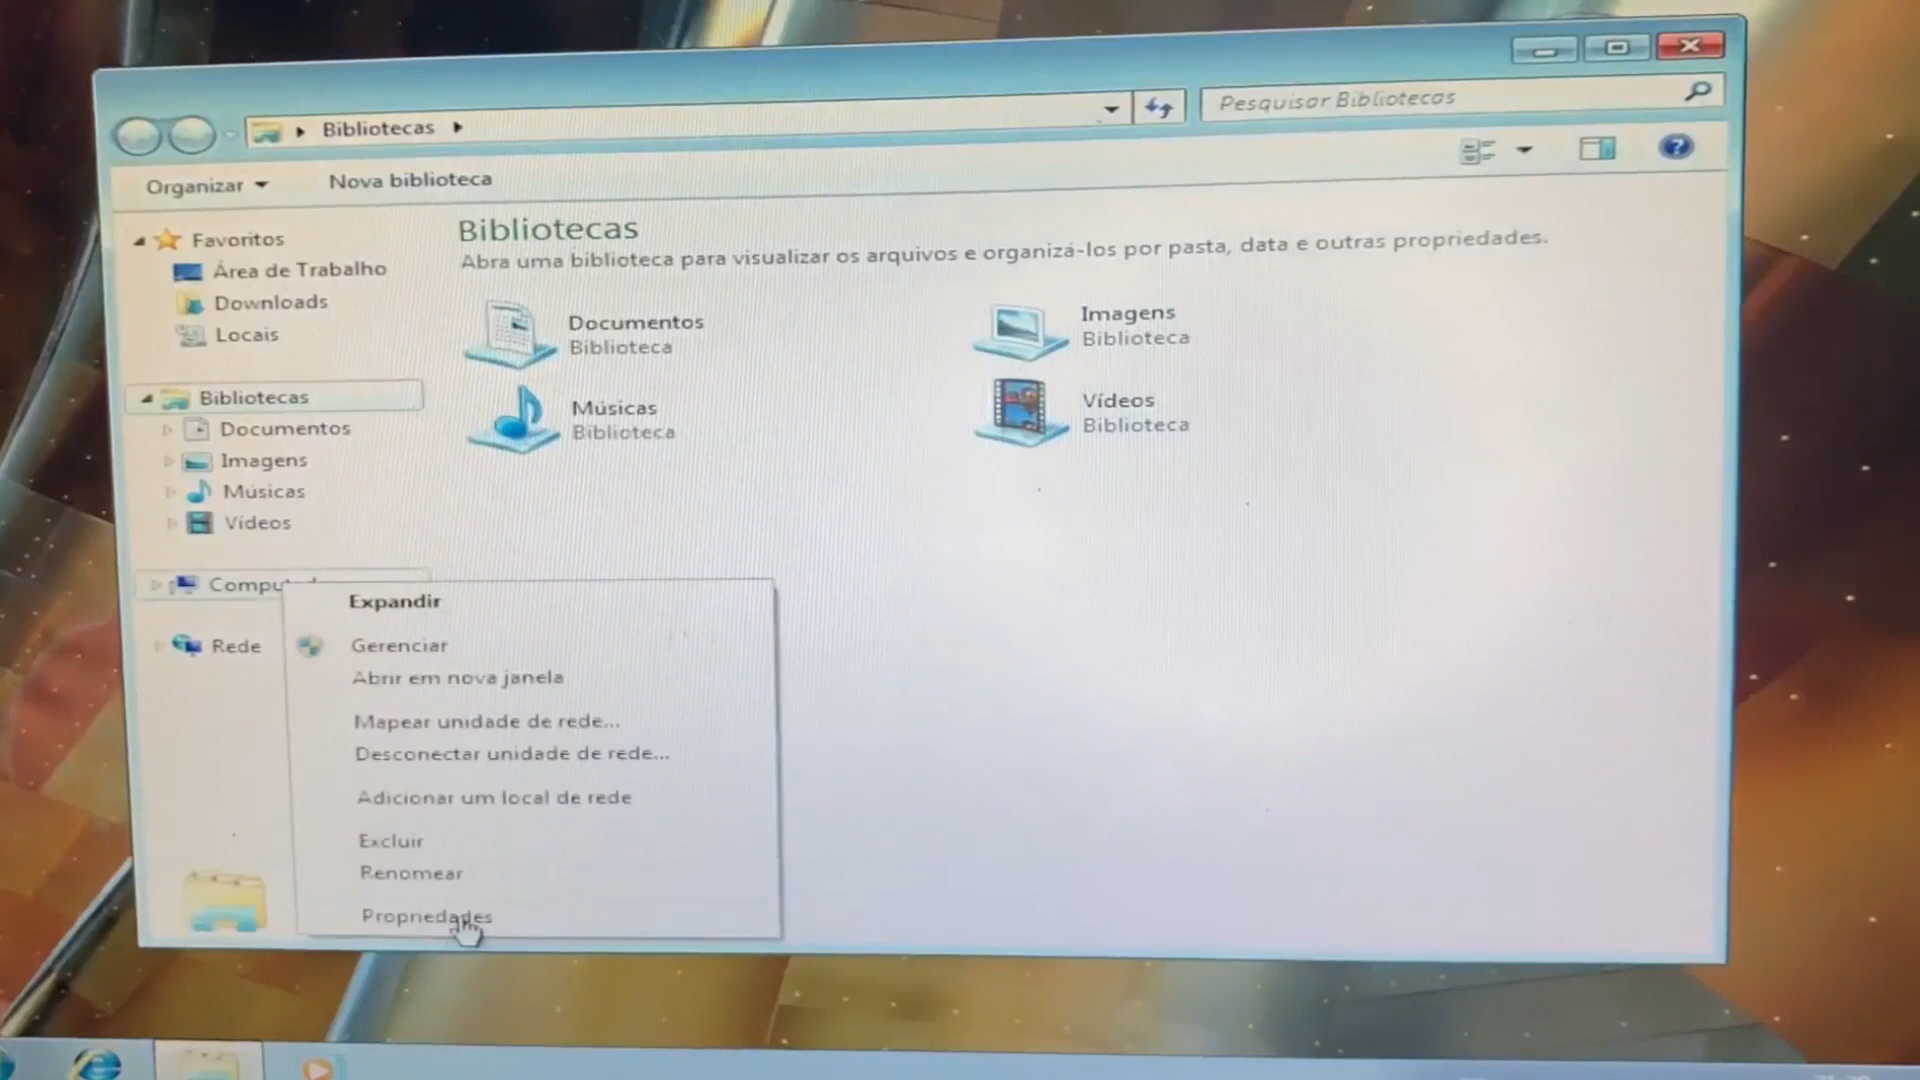 Bibliotecas
Pesquisar Bibliotecas
Organizar
Nova biblioteca
Favoritos
Área de Trabalho
Downloads
Locais
Bibliotecas
Documentos
Imagens
Músicas
Vídeos
Rede
Bibliotecas
Abra uma biblioteca para visualizar os arquivos e organizá-los por pasta, data e outras propriedades.
Documentos
Biblioteca
Imagens
Biblioteca
Músicas
Biblioteca
Vídeos
Biblioteca
Expandir
Gerenciar
Abrir em nova janela
Mapear unidade de rede...
Desconectar unidade de rede...
Adicionar um local de rede
Excluir
Renomear
Propriedades